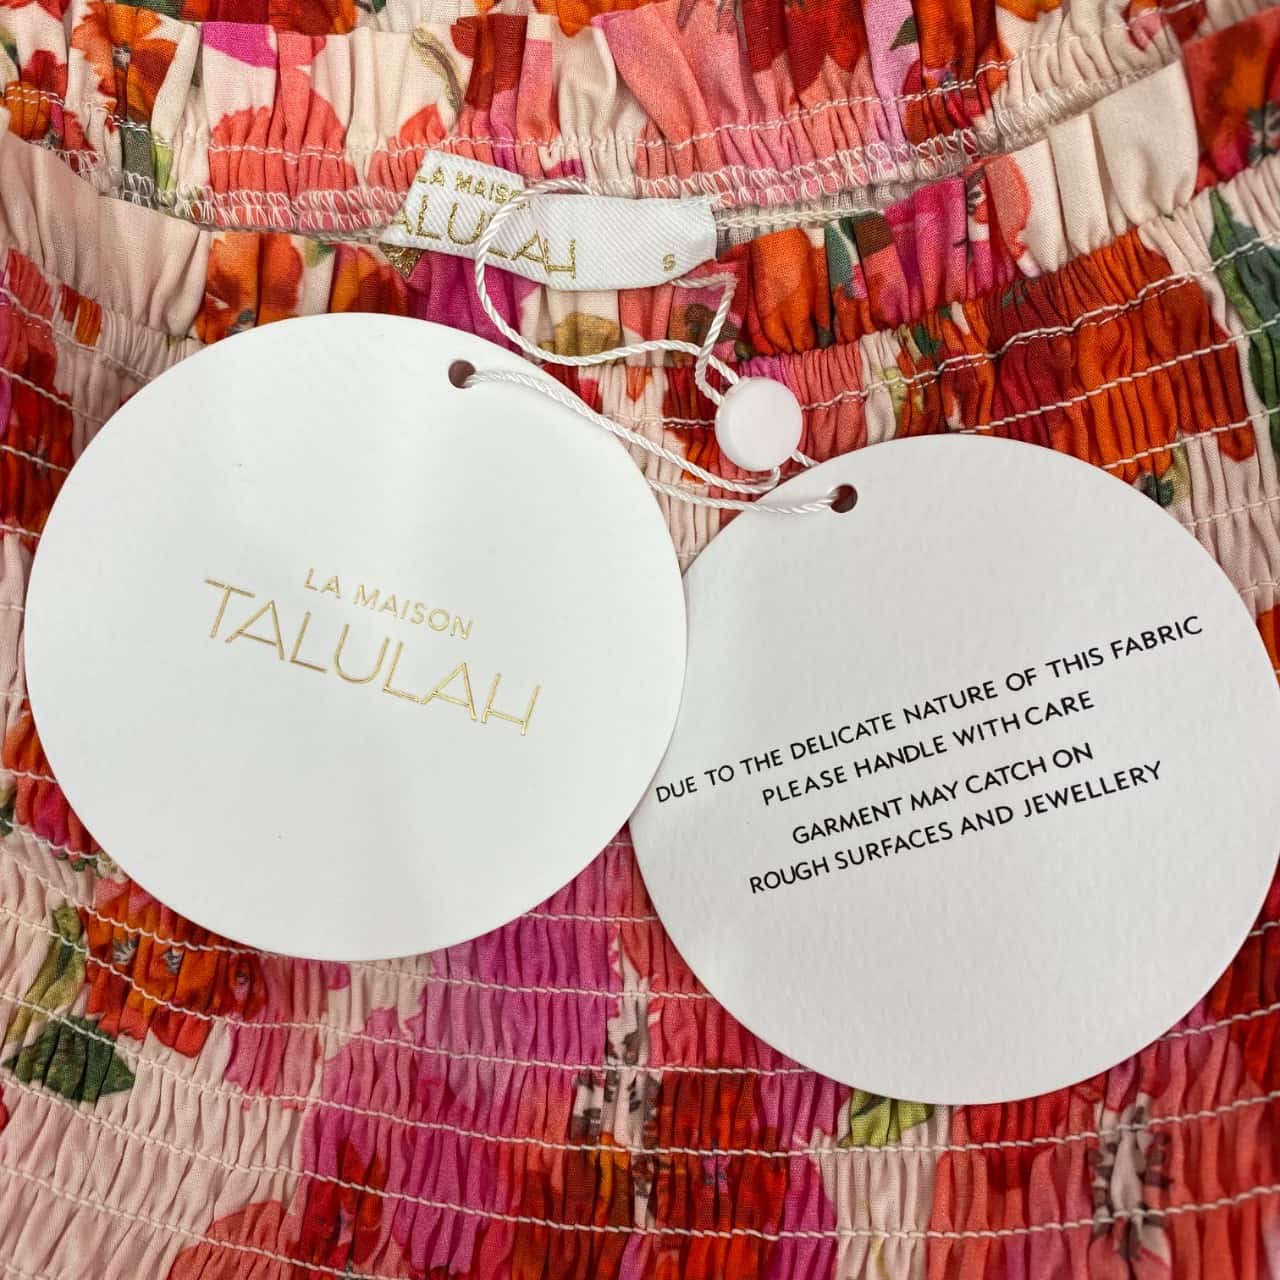 LA MAISON
TALULAH
S
LA MAISON
TALULAH
DUE TO THE DELICATE NATURE OF THIS FABRIC
PLEASE HANDLE WITH CARE
GARMENT MAY CATCH ON
ROUGH SURFACES AND JEWELLERY